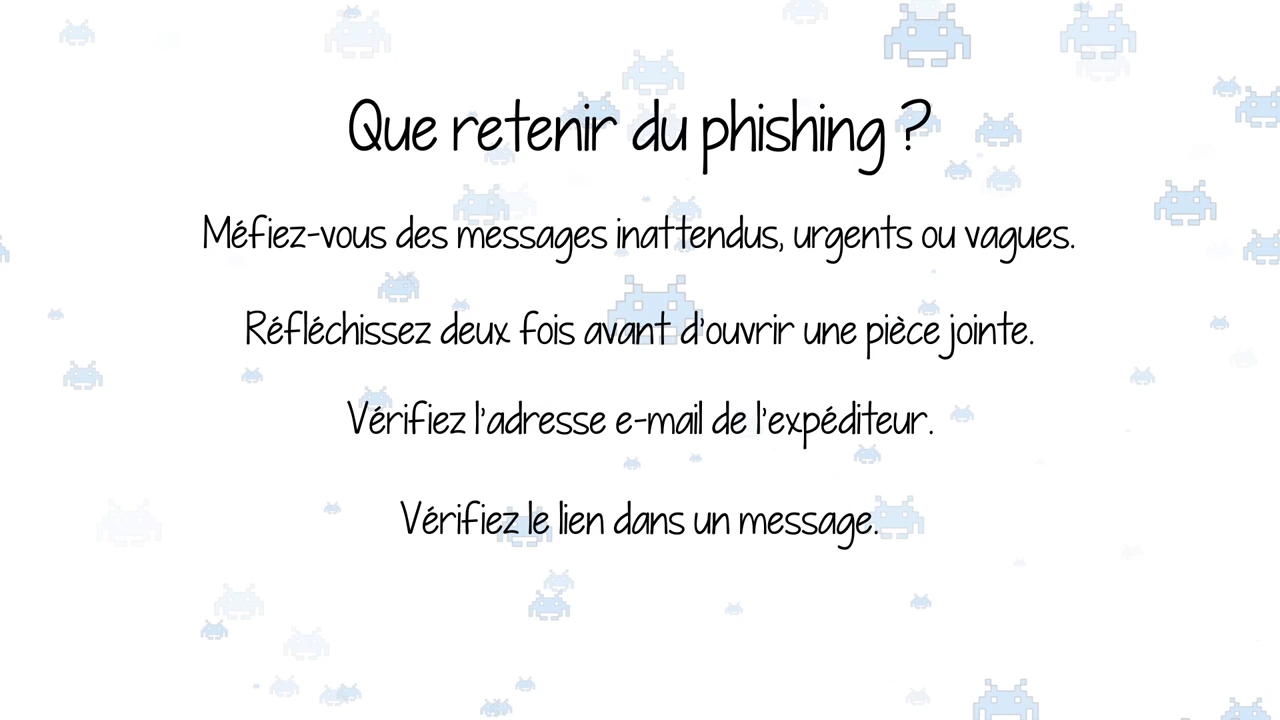 Que retenir du phishing ?
Méfiez-vous des messages inattendus, urgents ou vagues.
Réfléchissez deux fois avant d'ouvrir une pièce jointe.
Vérifiez l'adresse e-mail de l'expéditeur.
Vérifiez le lien dans un message.